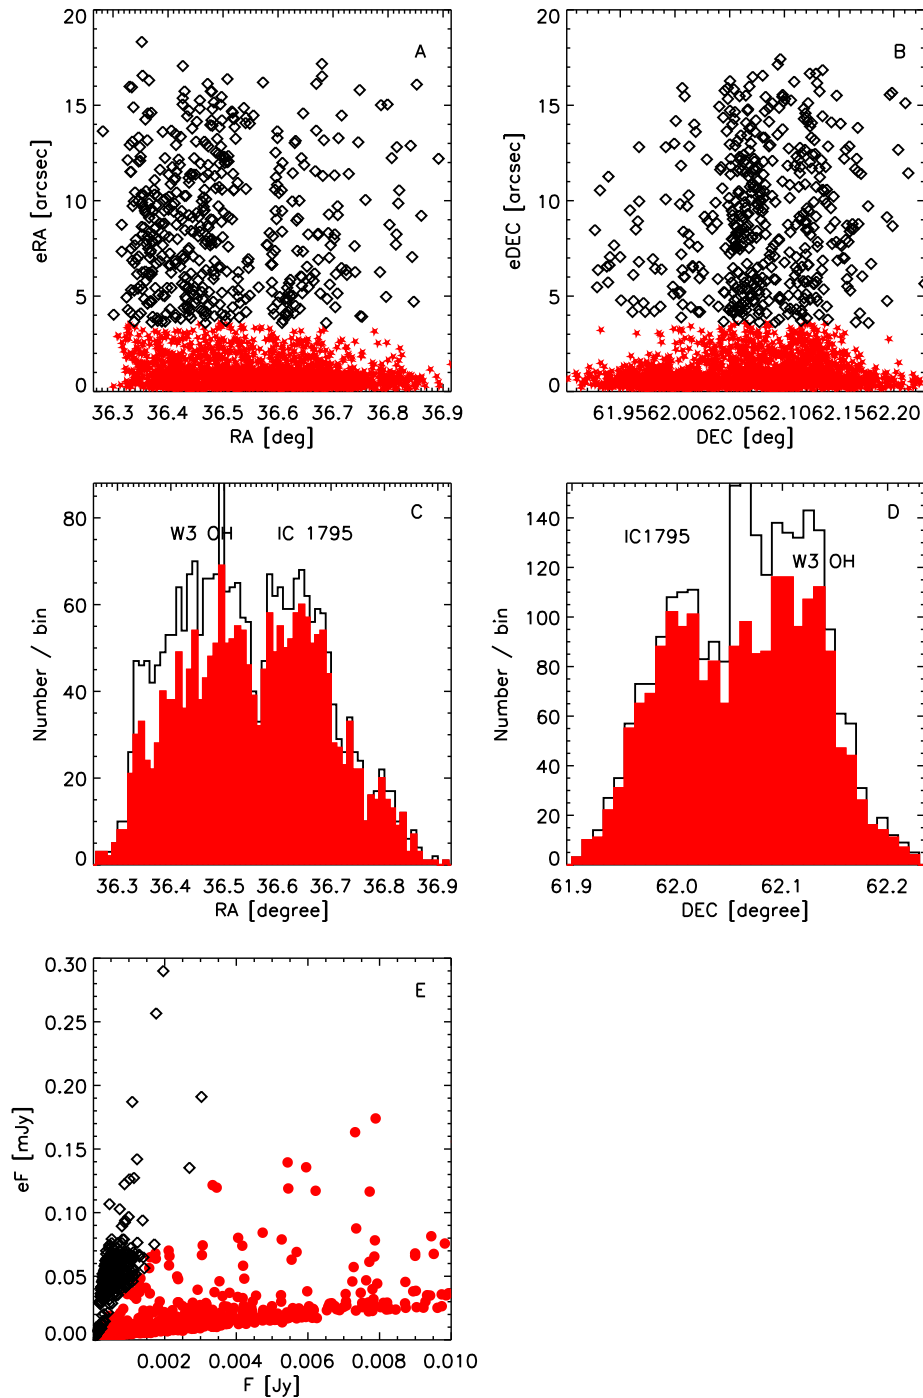 20
15
10
5
0
eRA [arcsec]
A
36.3 36.4 36.5 36.6 36.7 36.8 36.9
RA [deg]
20
15
10
5
0
eDEC [arcsec]
B
61.95 62.00 62.05 62.10 62.15 62.20
DEC [deg]
80
60
40
20
0
Number / bin
W3 OH
IC 1795
C
36.3 36.4 36.5 36.6 36.7 36.8 36.9
RA [degree]
140
120
100
80
60
40
20
0
Number / bin
IC1795
W3 OH
D
61.9 62.0 62.1 62.2
DEC [degree]
0.30
0.25
0.20
0.15
0.10
0.05
0.00
eF [mJy]
E
0.002 0.004 0.006 0.008 0.010
F [Jy]